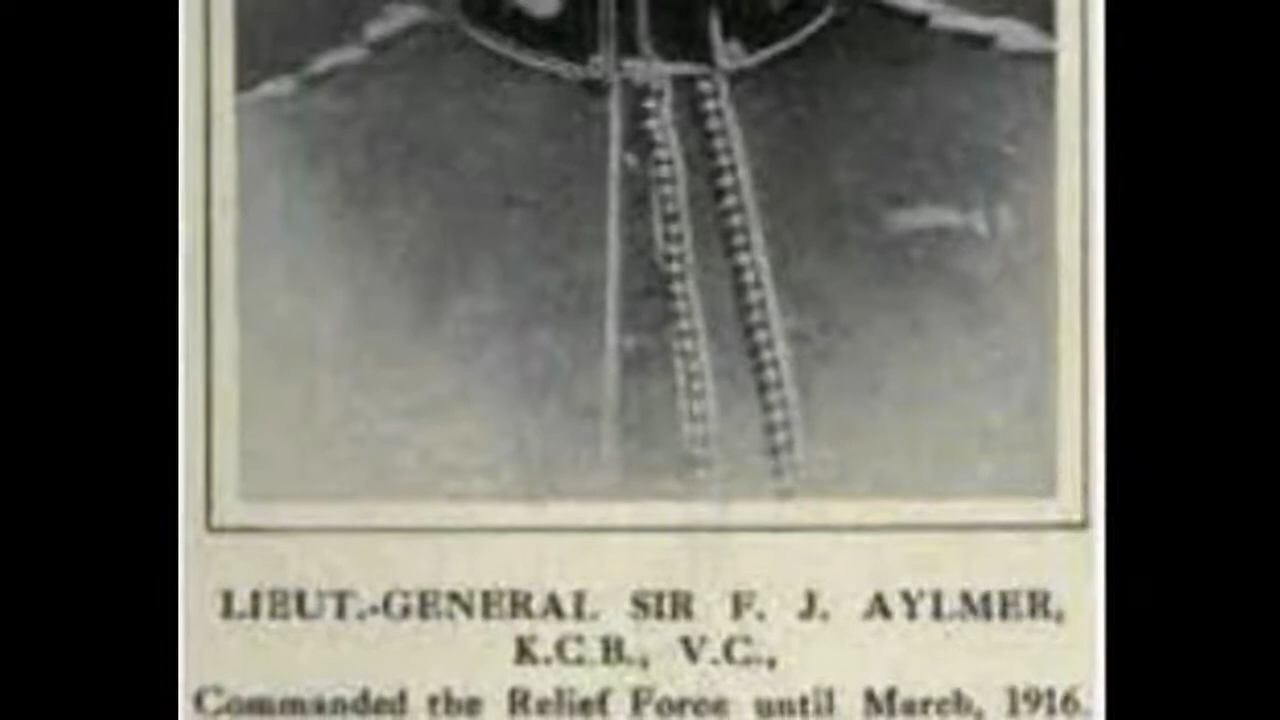 LIEUT.-GENERAL SIR F. J. AYLMER,
K.C.B., V.C.,
Commanded the Relief Force until March, 1916.